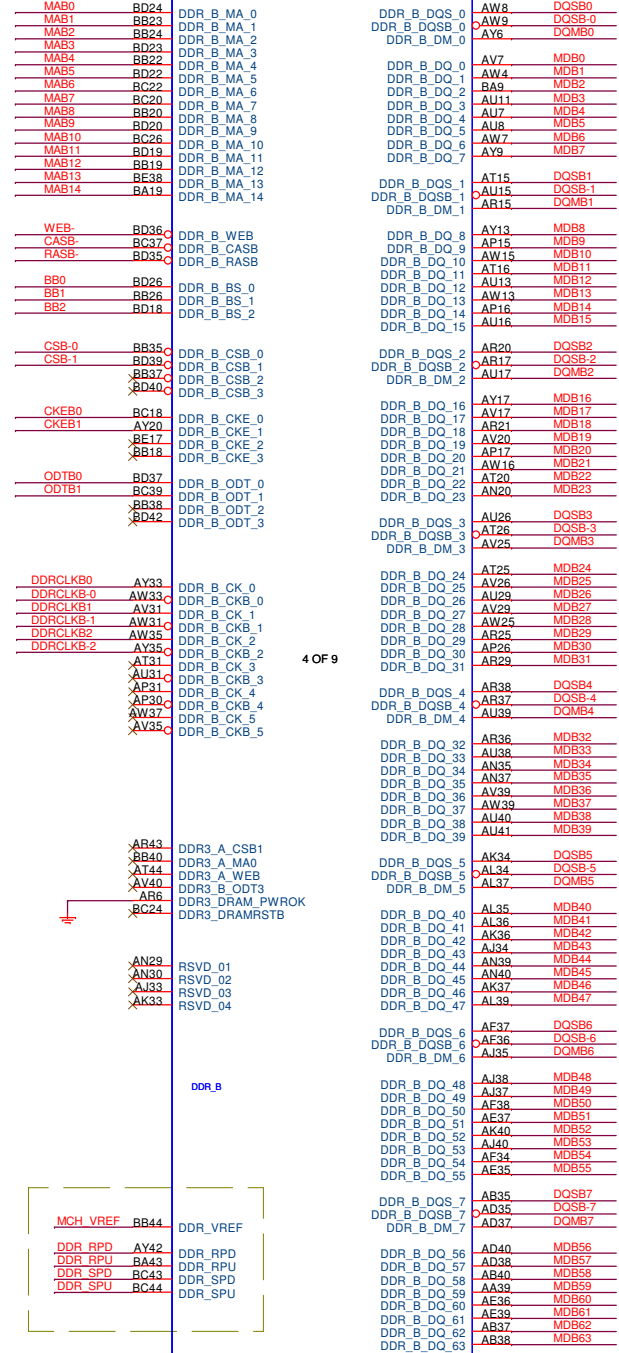 MAB0 BD24 DDR_B_MA_0
MAB1 BB23 DDR_B_MA_1
MAB2 BB24 DDR_B_MA_2
MAB3 BD23 DDR_B_MA_3
MAB4 BB22 DDR_B_MA_4
MAB5 BD22 DDR_B_MA_5
MAB6 BC22 DDR_B_MA_6
MAB7 BC20 DDR_B_MA_7
MAB8 BB20 DDR_B_MA_8
MAB9 BD20 DDR_B_MA_9
MAB10 BC26 DDR_B_MA_10
MAB11 BD19 DDR_B_MA_11
MAB12 BB19 DDR_B_MA_12
MAB13 BE38 DDR_B_MA_13
MAB14 BA19 DDR_B_MA_14
WEB- BD36 DDR_B_WEB
CASB- BC37 DDR_B_CASB
RASB- BD35 DDR_B_RASB
BB0 BD26 DDR_B_BS_0
BB1 BB26 DDR_B_BS_1
BB2 BD18 DDR_B_BS_2
CSB-0 BB35 DDR_B_CSB_0
CSB-1 BD39 DDR_B_CSB_1
BB37 DDR_B_CSB_2
BD40 DDR_B_CSB_3
CKEB0 BC18 DDR_B_CKE_0
CKEB1 AY20 DDR_B_CKE_1
BE17 DDR_B_CKE_2
BB18 DDR_B_CKE_3
ODTB0 BD37 DDR_B_ODT_0
ODTB1 BC39 DDR_B_ODT_1
BB38 DDR_B_ODT_2
BD42 DDR_B_ODT_3
DDRCLKB0 AY33 DDR_B_CK_0
DDRCLKB-0 AW33 DDR_B_CKB_0
DDRCLKB1 AV31 DDR_B_CK_1
DDRCLKB-1 AW31 DDR_B_CKB_1
DDRCLKB2 AW35 DDR_B_CK_2
DDRCLKB-2 AY35 DDR_B_CKB_2
AT31 DDR_B_CK_3
AU31 DDR_B_CKB_3
AP31 DDR_B_CK_4
AP30 DDR_B_CKB_4
AW37 DDR_B_CK_5
AV35 DDR_B_CKB_5
4 OF 9
AR43 DDR3_A_CSB1
BB40 DDR3_A_MA0
AT44 DDR3_A_WEB
AV40 DDR3_B_ODT3
AR6 DDR3_DRAM_PWROK
BC24 DDR3_DRAMRSTB
AN29 RSVD_01
AN30 RSVD_02
AJ33 RSVD_03
AK33 RSVD_04
DDR_B
MCH_VREF BB44 DDR_VREF
DDR_RPD AY42 DDR_RPD
DDR_RPU BA43 DDR_RPU
DDR_SPD BC43 DDR_SPD
DDR_SPU BC44 DDR_SPU
DDR_B_DQS_0 AW8 DQSB0
DDR_B_DQSB_0 AW9 DQSB-0
DDR_B_DM_0 AY6 DQMB0
DDR_B_DQ_0 AV7 MDB0
DDR_B_DQ_1 AW4 MDB1
DDR_B_DQ_2 BA9 MDB2
DDR_B_DQ_3 AU11 MDB3
DDR_B_DQ_4 AU7 MDB4
DDR_B_DQ_5 AU8 MDB5
DDR_B_DQ_6 AW7 MDB6
DDR_B_DQ_7 AY9 MDB7
DDR_B_DQS_1 AT15 DQSB1
DDR_B_DQSB_1 AU15 DQSB-1
DDR_B_DM_1 AR15 DQMB1
DDR_B_DQ_8 AY13 MDB8
DDR_B_DQ_9 AP15 MDB9
DDR_B_DQ_10 AW15 MDB10
DDR_B_DQ_11 AT16 MDB11
DDR_B_DQ_12 AU13 MDB12
DDR_B_DQ_13 AW13 MDB13
DDR_B_DQ_14 AP16 MDB14
DDR_B_DQ_15 AU16 MDB15
DDR_B_DQS_2 AR20 DQSB2
DDR_B_DQSB_2 AR17 DQSB-2
DDR_B_DM_2 AU17 DQMB2
DDR_B_DQ_16 AY17 MDB16
DDR_B_DQ_17 AV17 MDB17
DDR_B_DQ_18 AR21 MDB18
DDR_B_DQ_19 AV20 MDB19
DDR_B_DQ_20 AP17 MDB20
DDR_B_DQ_21 AW16 MDB21
DDR_B_DQ_22 AT20 MDB22
DDR_B_DQ_23 AN20 MDB23
DDR_B_DQS_3 AU26 DQSB3
DDR_B_DQSB_3 AT26 DQSB-3
DDR_B_DM_3 AV25 DQMB3
DDR_B_DQ_24 AT25 MDB24
DDR_B_DQ_25 AV26 MDB25
DDR_B_DQ_26 AU29 MDB26
DDR_B_DQ_27 AV29 MDB27
DDR_B_DQ_28 AW25 MDB28
DDR_B_DQ_29 AR25 MDB29
DDR_B_DQ_30 AP26 MDB30
DDR_B_DQ_31 AR29 MDB31
DDR_B_DQS_4 AR38 DQSB4
DDR_B_DQSB_4 AR37 DQSB-4
DDR_B_DM_4 AU39 DQMB4
DDR_B_DQ_32 AR36 MDB32
DDR_B_DQ_33 AU38 MDB33
DDR_B_DQ_34 AN35 MDB34
DDR_B_DQ_35 AN37 MDB35
DDR_B_DQ_36 AV39 MDB36
DDR_B_DQ_37 AW39 MDB37
DDR_B_DQ_38 AU40 MDB38
DDR_B_DQ_39 AU41 MDB39
DDR_B_DQS_5 AK34 DQSB5
DDR_B_DQSB_5 AL34 DQSB-5
DDR_B_DM_5 AL37 DQMB5
DDR_B_DQ_40 AL35 MDB40
DDR_B_DQ_41 AL36 MDB41
DDR_B_DQ_42 AK36 MDB42
DDR_B_DQ_43 AJ34 MDB43
DDR_B_DQ_44 AN39 MDB44
DDR_B_DQ_45 AN40 MDB45
DDR_B_DQ_46 AK37 MDB46
DDR_B_DQ_47 AL39 MDB47
DDR_B_DQS_6 AF37 DQSB6
DDR_B_DQSB_6 AF36 DQSB-6
DDR_B_DM_6 AJ35 DQMB6
DDR_B_DQ_48 AJ38 MDB48
DDR_B_DQ_49 AJ37 MDB49
DDR_B_DQ_50 AF38 MDB50
DDR_B_DQ_51 AE37 MDB51
DDR_B_DQ_52 AK40 MDB52
DDR_B_DQ_53 AJ40 MDB53
DDR_B_DQ_54 AF34 MDB54
DDR_B_DQ_55 AE35 MDB55
DDR_B_DQS_7 AB35 DQSB7
DDR_B_DQSB_7 AD35 DQSB-7
DDR_B_DM_7 AD37 DQMB7
DDR_B_DQ_56 AD40 MDB56
DDR_B_DQ_57 AD38 MDB57
DDR_B_DQ_58 AB40 MDB58
DDR_B_DQ_59 AA39 MDB59
DDR_B_DQ_60 AE36 MDB60
DDR_B_DQ_61 AE39 MDB61
DDR_B_DQ_62 AB37 MDB62
DDR_B_DQ_63 AB38 MDB63